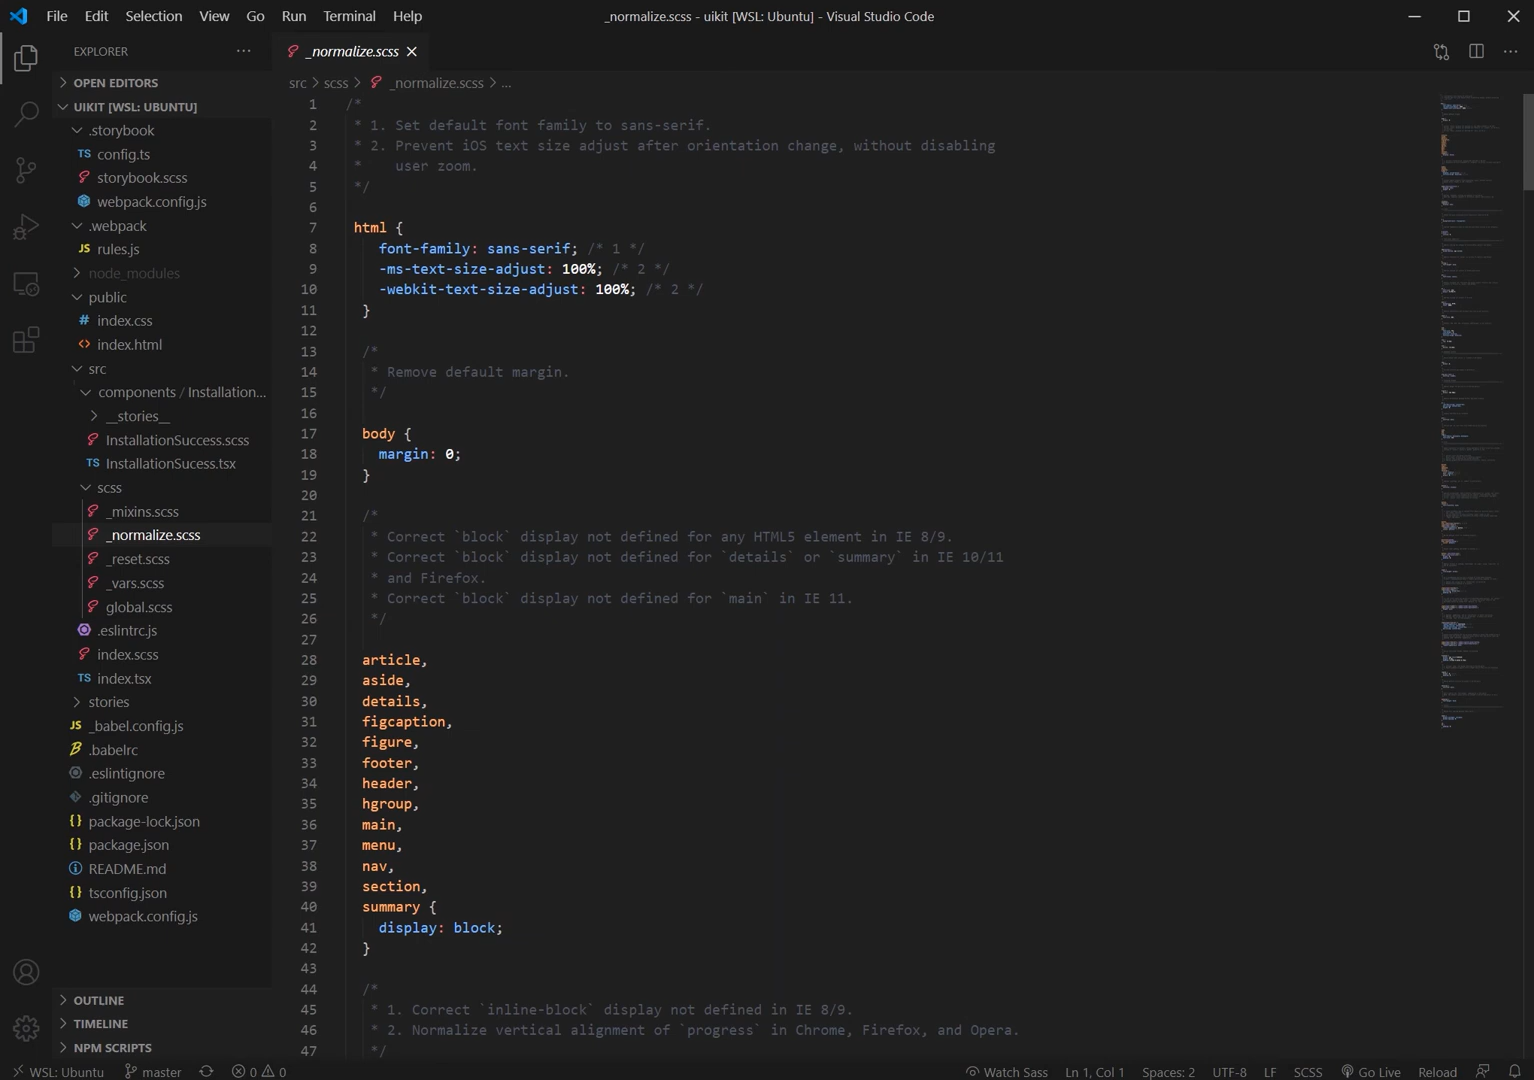 File Edit Selection View Go Run Terminal Help
_normalize.scss - uikit [WSL: Ubuntu] - Visual Studio Code
EXPLORER
OPEN EDITORS
UIKIT [WSL: UBUNTU]
.storybook
TS config.ts
storybook.scss
webpack.config.js
.webpack
JS rules.js
node_modules
public
# index.css
<> index.html
src
components / Installation...
__stories__
InstallationSuccess.scss
TS InstallationSucess.tsx
scss
_mixins.scss
_normalize.scss
_reset.scss
_vars.scss
global.scss
.eslintrc.js
index.scss
TS index.tsx
stories
JS _babel.config.js
.babelrc
.eslintignore
.gitignore
{} package-lock.json
{} package.json
README.md
{} tsconfig.json
webpack.config.js
OUTLINE
TIMELINE
NPM SCRIPTS
_normalize.scss
src > scss > _normalize.scss > ...
1 /*
2 * 1. Set default font family to sans-serif.
3 * 2. Prevent iOS text size adjust after orientation change, without disabling
4 * user zoom.
5 */
6
7 html {
8 font-family: sans-serif; /* 1 */
9 -ms-text-size-adjust: 100%; /* 2 */
10 -webkit-text-size-adjust: 100%; /* 2 */
11 }
12
13 /*
14 * Remove default margin.
15 */
16
17 body {
18 margin: 0;
19 }
20
21 /*
22 * Correct `block` display not defined for any HTML5 element in IE 8/9.
23 * Correct `block` display not defined for `details` or `summary` in IE 10/11
24 * and Firefox.
25 * Correct `block` display not defined for `main` in IE 11.
26 */
27
28 article,
29 aside,
30 details,
31 figcaption,
32 figure,
33 footer,
34 header,
35 hgroup,
36 main,
37 menu,
38 nav,
39 section,
40 summary {
41 display: block;
42 }
43
44 /*
45 * 1. Correct `inline-block` display not defined in IE 8/9.
46 * 2. Normalize vertical alignment of `progress` in Chrome, Firefox, and Opera.
47 */
WSL: Ubuntu master 0 0 Watch Sass Ln 1, Col 1 Spaces: 2 UTF-8 LF SCSS Go Live Reload